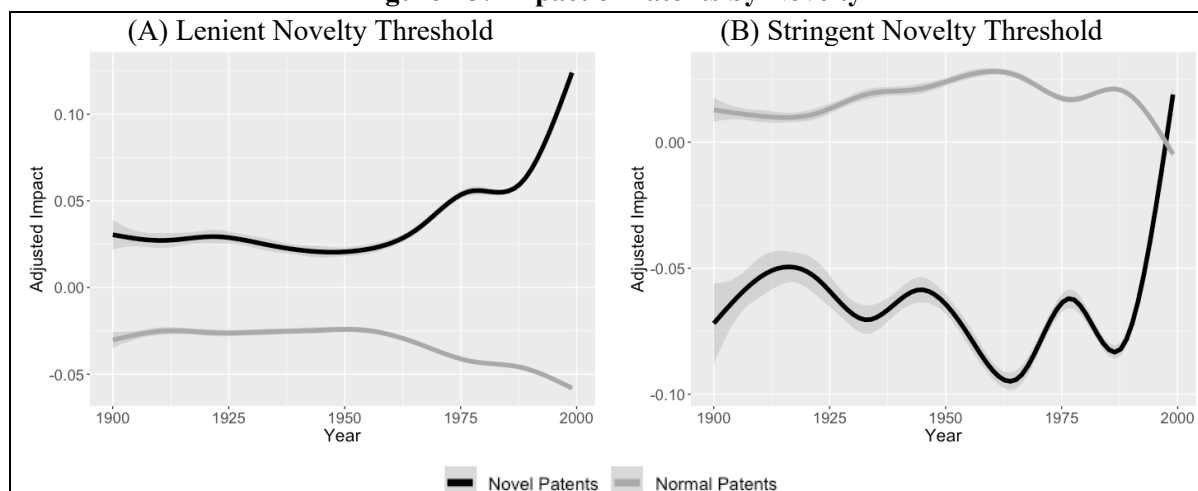 (A) Lenient Novelty Threshold
0.10
0.05
0.00
-0.05
Adjusted Impact
1900
1925
1950
1975
2000
Year
(B) Stringent Novelty Threshold
0.00
-0.05
-0.10
Adjusted Impact
1900
1925
1950
1975
2000
Year
Novel Patents
Normal Patents